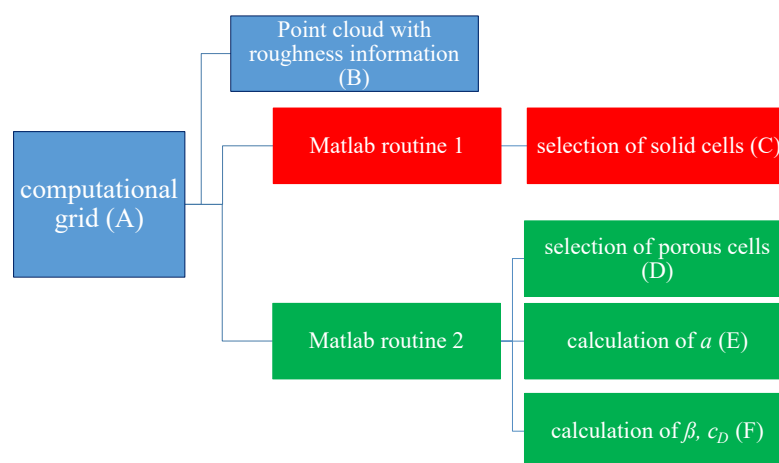 Point cloud with
roughness information
(B)
Matlab routine 1
selection of solid cells (C)
computational
grid (A)
selection of porous cells
(D)
Matlab routine 2
calculation of a (E)
calculation of β, c_D (F)